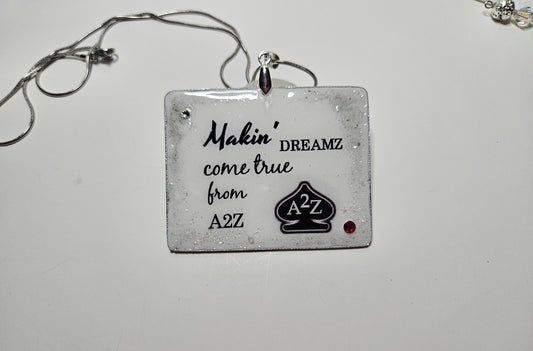 Makin' DREAMZ
come true
from
A2Z
A2Z